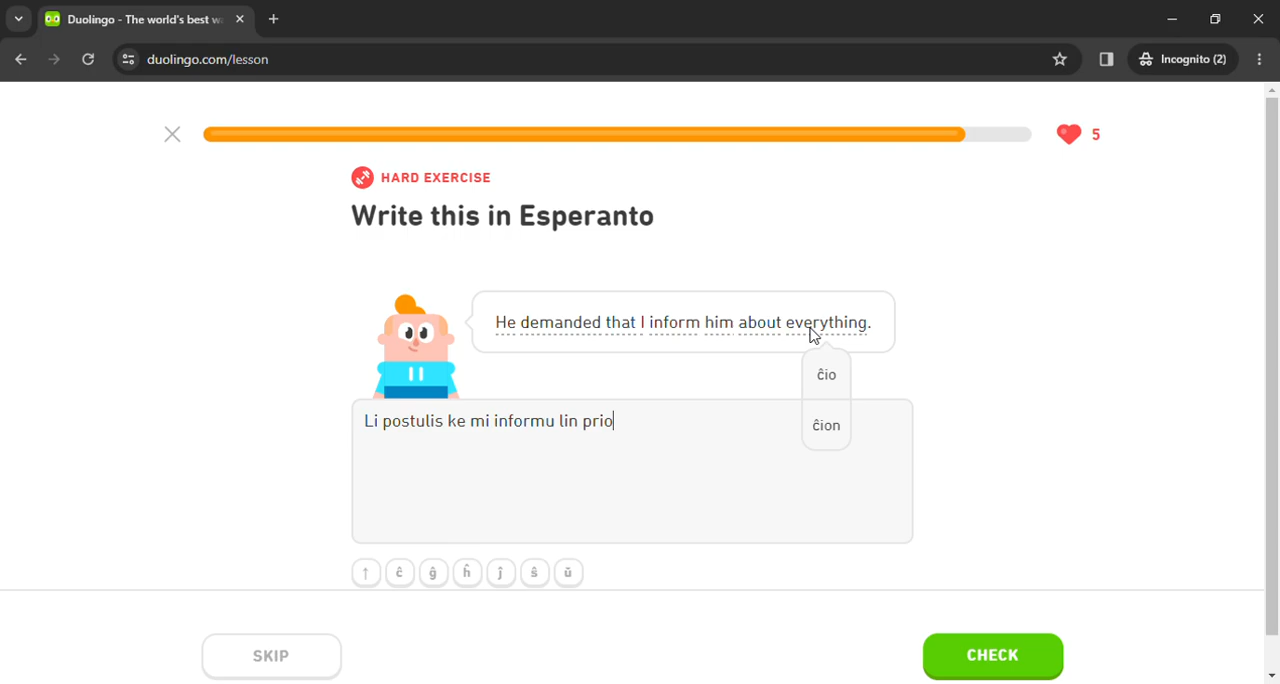 Duolingo - The world's best w
duolingo.com/lesson
Incognito (2)
5
HARD EXERCISE
Write this in Esperanto
He demanded that I inform him about everything.
ĉio
ĉion
Li postulis ke mi informu lin prio
↑ ĉ ĝ ĥ ĵ ŝ ŭ
SKIP
CHECK